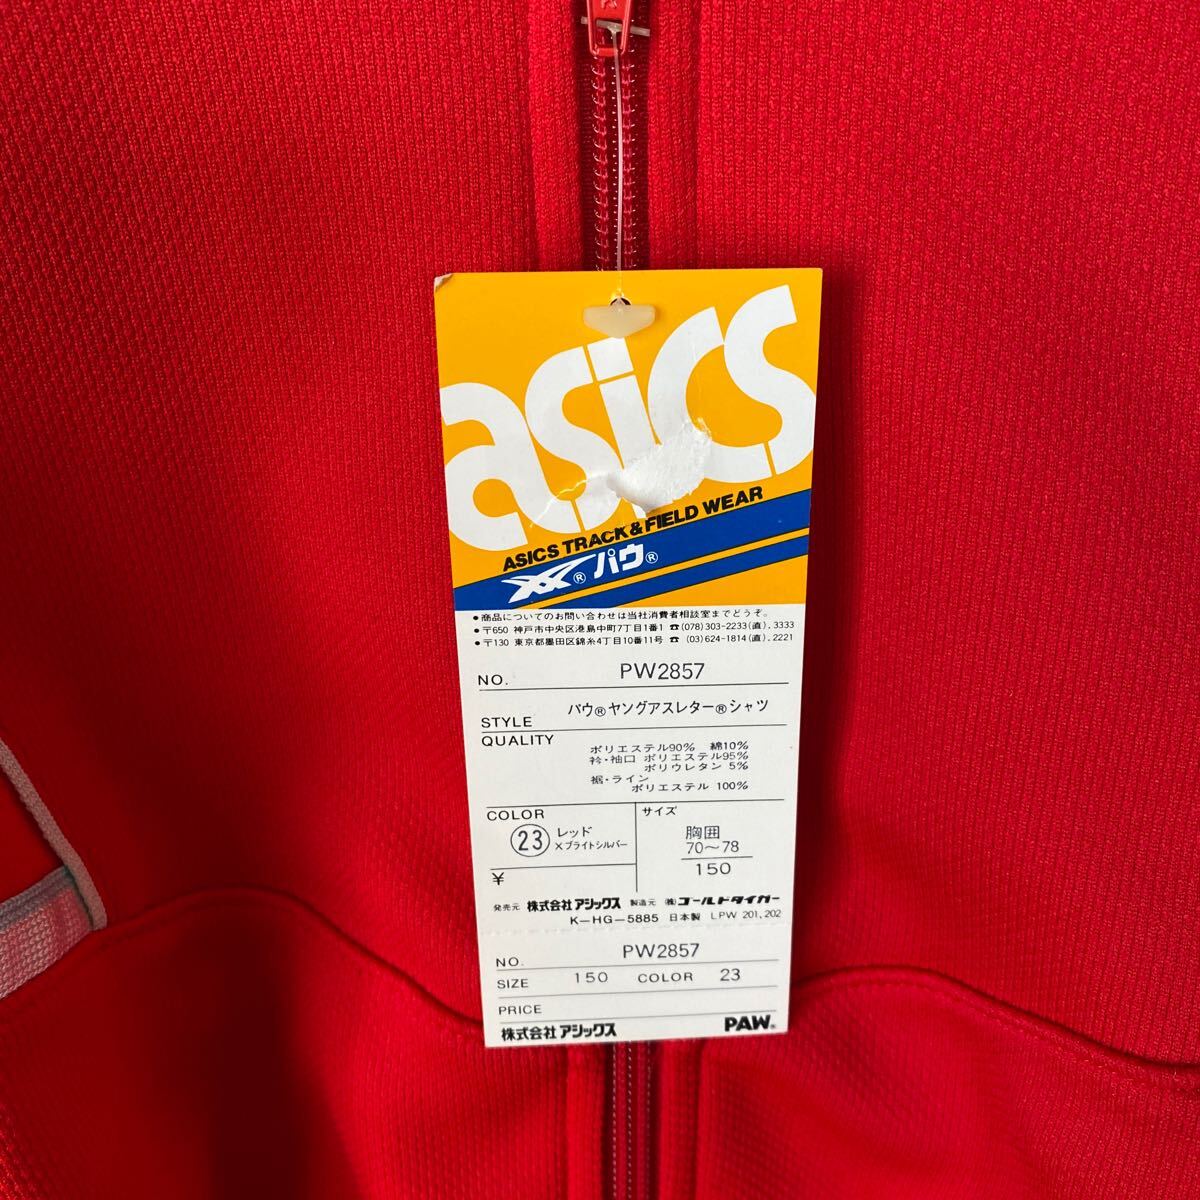 asics
ASICS TRACK & FIELD WEAR
® パウ®
●商品についてのお問い合わせは当社消費者相談室までどうぞ。
●〒650 神戸市中央区港島中町7丁目1番1 ☎(078)303-2233(直),3333
●〒130 東京都墨田区錦糸4丁目10番11号 ☎ (03)624-1814(直),2221
NO. PW2857
STYLE パウ®ヤングアスレター®シャツ
QUALITY
ポリエステル90% 綿10%
衿・袖口 ポリエステル95%
ポリウレタン 5%
裾・ライン
ポリエステル 100%
COLOR
23 レッド
×ブライトシルバー
サイズ
胸囲
70〜78
150
¥
発売元 株式会社アシックス 製造元 (株)ゴールドタイガー
K-HG-5885 日本製 LPW 201,202
NO. PW2857
SIZE 150 COLOR 23
PRICE
株式会社アシックス PAW®